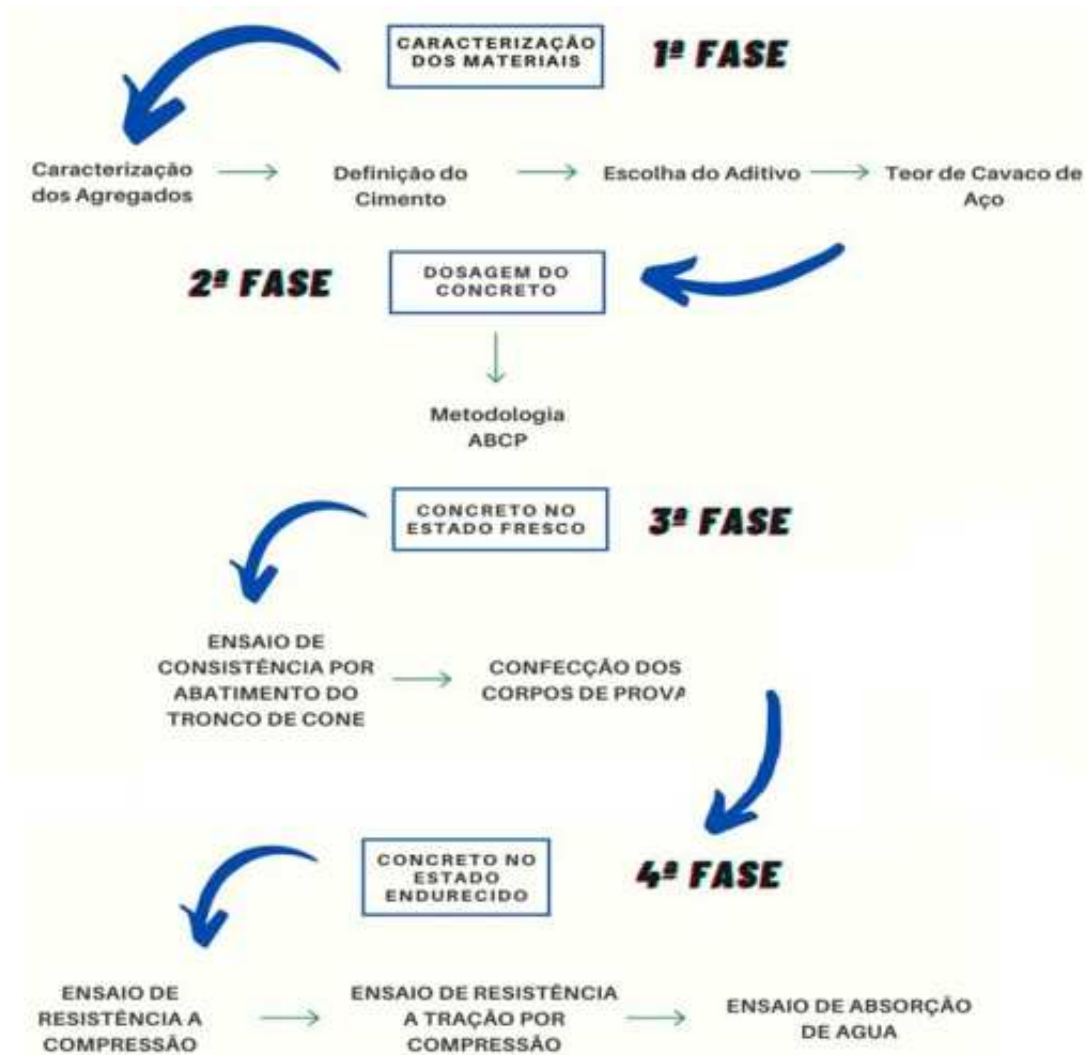 CARACTERIZAÇÃO
DOS MATERIAIS
1ª FASE
Caracterização
dos Agregados
Definição do
Cimento
Escolha do Aditivo
Teor de Cavaco de
Aço
2ª FASE
DOSAGEM DO
CONCRETO
Metodologia
ABCP
CONCRETO NO
ESTADO FRESCO
3ª FASE
ENSAIO DE
CONSISTÊNCIA POR
ABATIMENTO DO
TRONCO DE CONE
CONFECÇÃO DOS
CORPOS DE PROVA
CONCRETO NO
ESTADO
ENDURECIDO
4ª FASE
ENSAIO DE
RESISTÊNCIA A
COMPRESSÃO
ENSAIO DE RESISTÊNCIA
A TRAÇÃO POR
COMPRESSÃO
ENSAIO DE ABSORÇÃO
DE AGUA